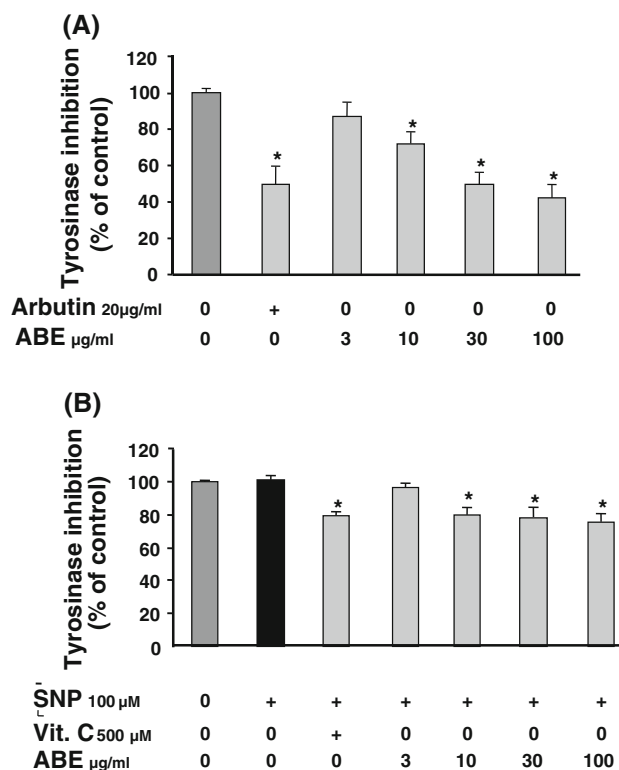 (A)
Tyrosinase inhibition
(% of control)
120
100
80
60
40
20
0
* * * *
Arbutin 20µg/ml 0 + 0 0 0 0
ABE µg/ml 0 0 3 10 30 100
(B)
Tyrosinase inhibition
(% of control)
120
100
80
60
40
20
0
* * * *
SNP 100 µM 0 + + + + + +
Vit. C 500 µM 0 0 + 0 0 0 0
ABE µg/ml 0 0 0 3 10 30 100